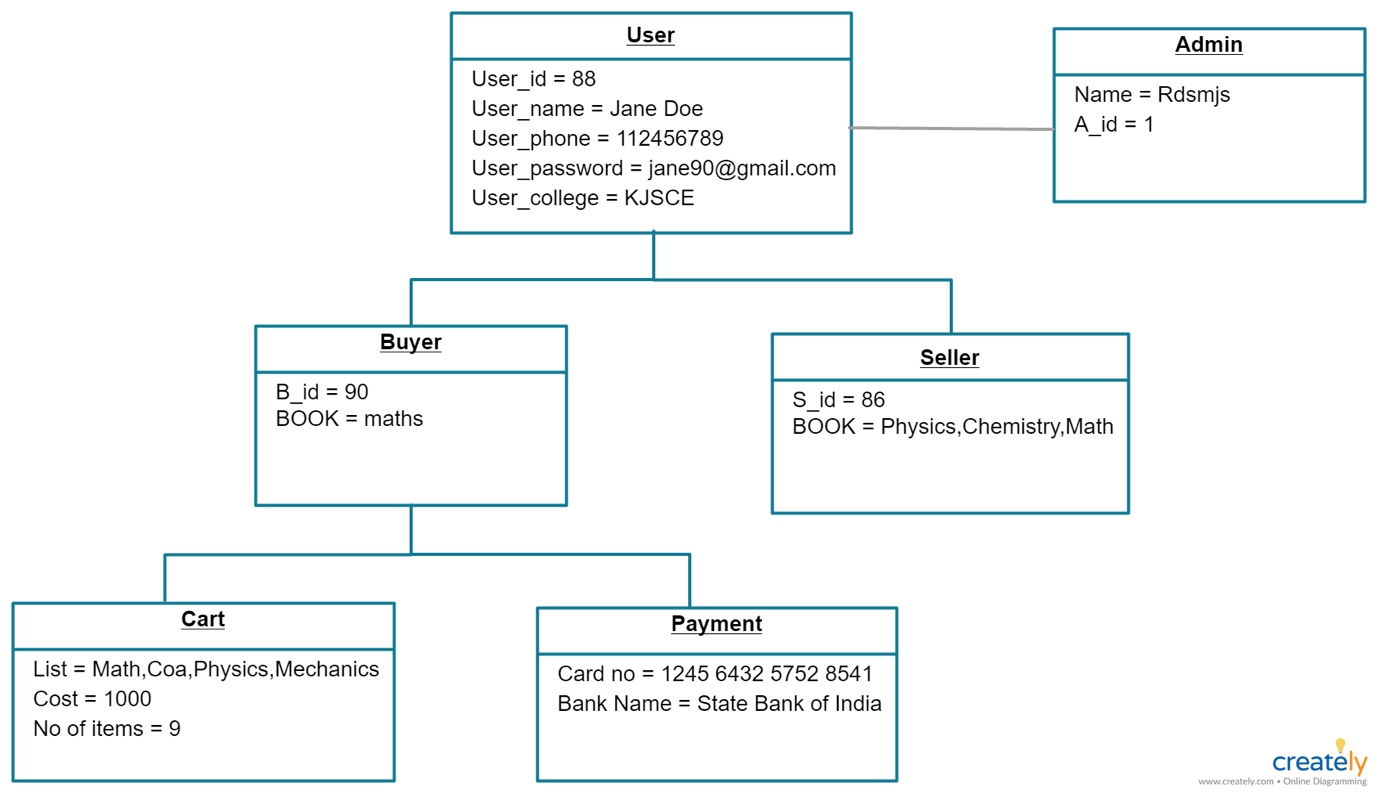 User
User_id = 88
User_name = Jane Doe
User_phone = 112456789
User_password = jane90@gmail.com
User_college = KJSCE
Admin
Name = Rdsmjs
A_id = 1
Buyer
B_id = 90
BOOK = maths
Seller
S_id = 86
BOOK = Physics,Chemistry,Math
Cart
List = Math,Coa,Physics,Mechanics
Cost = 1000
No of items = 9
Payment
Card no = 1245 6432 5752 8541
Bank Name = State Bank of India
creately
www.creately.com • Online Diagramming